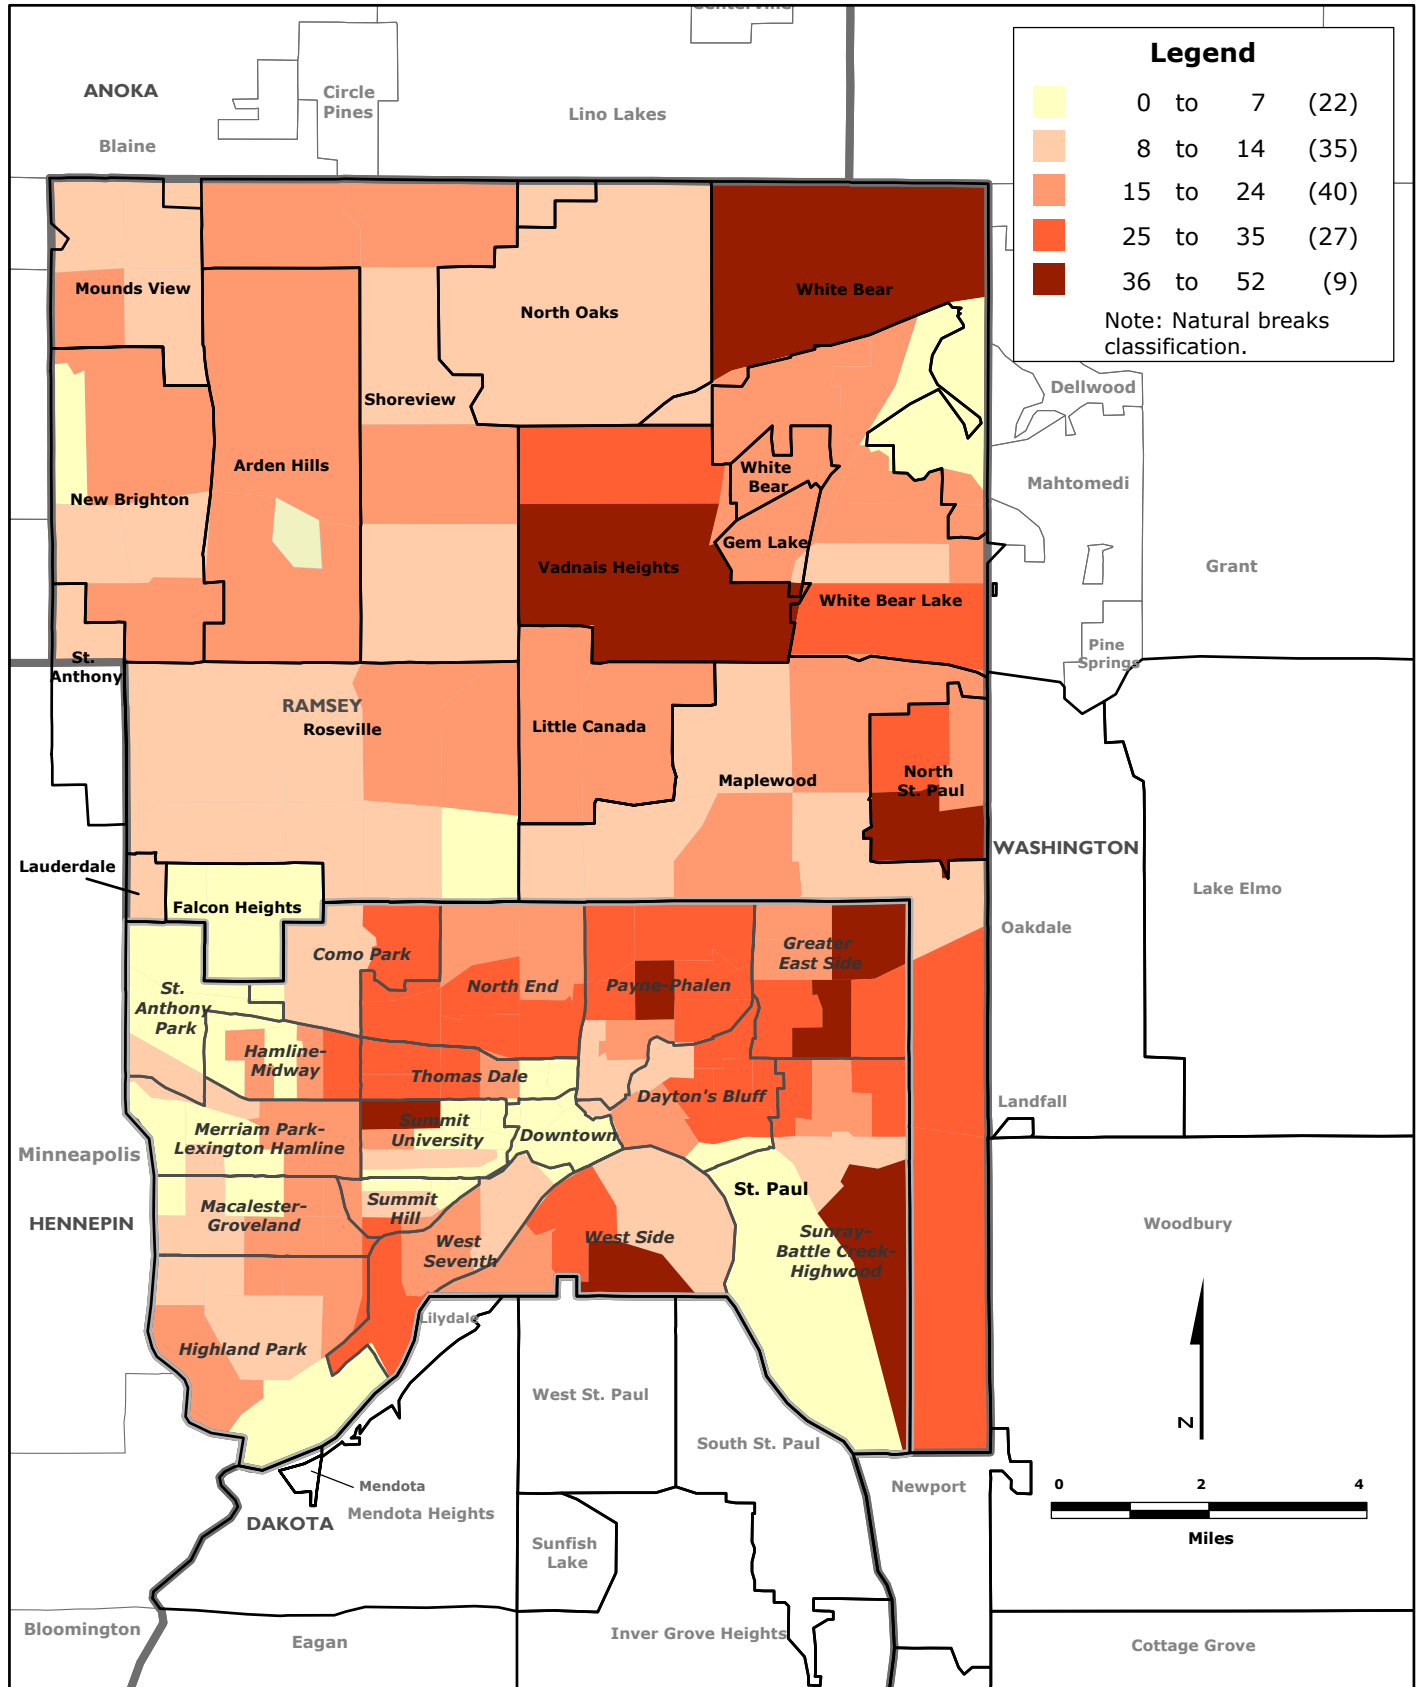 Centerville
Legend
0 to 7 (22)
8 to 14 (35)
15 to 24 (40)
25 to 35 (27)
36 to 52 (9)
Note: Natural breaks
classification.
ANOKA
Circle
Pines
Lino Lakes
Blaine
Mounds View
North Oaks
White Bear
Dellwood
Shoreview
Arden Hills
White
Bear
Mahtomedi
New Brighton
Gem Lake
Vadnais Heights
Grant
White Bear Lake
St.
Anthony
Pine
Springs
RAMSEY
Roseville
Little Canada
Maplewood
North
St. Paul
WASHINGTON
Lauderdale
Lake Elmo
Falcon Heights
Oakdale
Como Park
Greater
East Side
North End
Payne-Phalen
St.
Anthony
Park
Hamline-
Midway
Thomas Dale
Dayton's Bluff
Landfall
Summit
University
Merriam Park-
Lexington Hamline
Downtown
Minneapolis
St. Paul
HENNEPIN
Macalester-
Groveland
Summit
Hill
Woodbury
West
Seventh
West Side
Sunray-
Battle Creek-
Highwood
Lilydale
Highland Park
West St. Paul
N
South St. Paul
Mendota
Newport
0 2 4
Miles
Mendota Heights
DAKOTA
Sunfish
Lake
Bloomington
Eagan
Inver Grove Heights
Cottage Grove